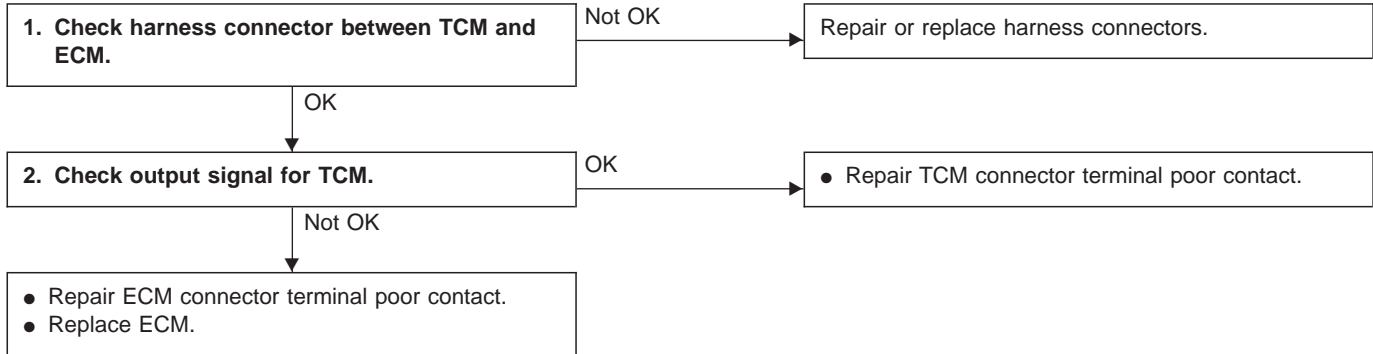 1. Check harness connector between TCM and
ECM.
Not OK
Repair or replace harness connectors.
OK
2. Check output signal for TCM.
OK
● Repair TCM connector terminal poor contact.
Not OK
● Repair ECM connector terminal poor contact.
● Replace ECM.